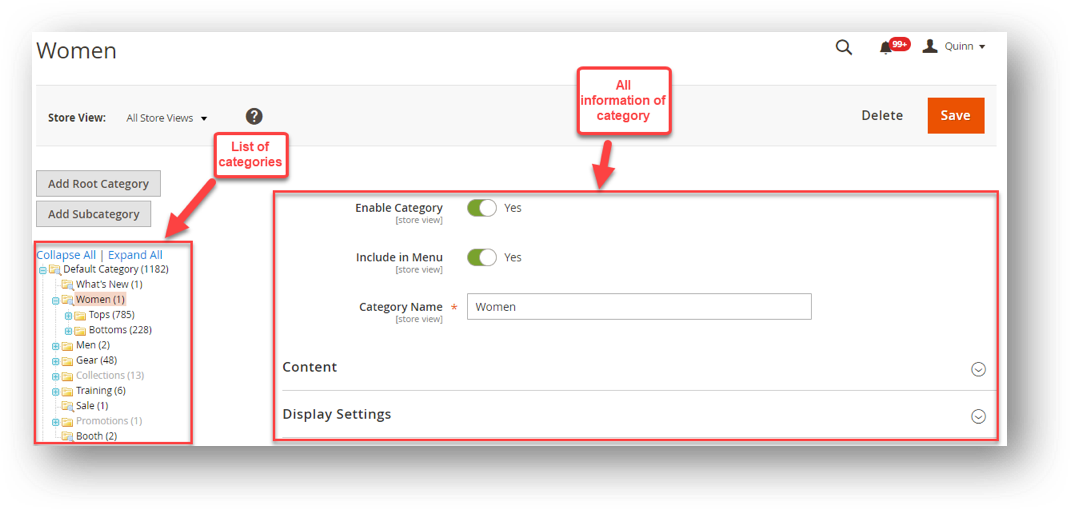 Women
99+
Quinn
All
information of
category
Store View:
All Store Views
?
Delete
Save
List of
categories
Add Root Category
Add Subcategory
Collapse All | Expand All
Default Category (1182)
What's New (1)
Women (1)
Tops (785)
Bottoms (228)
Men (2)
Gear (48)
Collections (13)
Training (6)
Sale (1)
Promotions (1)
Booth (2)
Enable Category
[store view]
Yes
Include in Menu
[store view]
Yes
Category Name *
[store view]
Women
Content
Display Settings